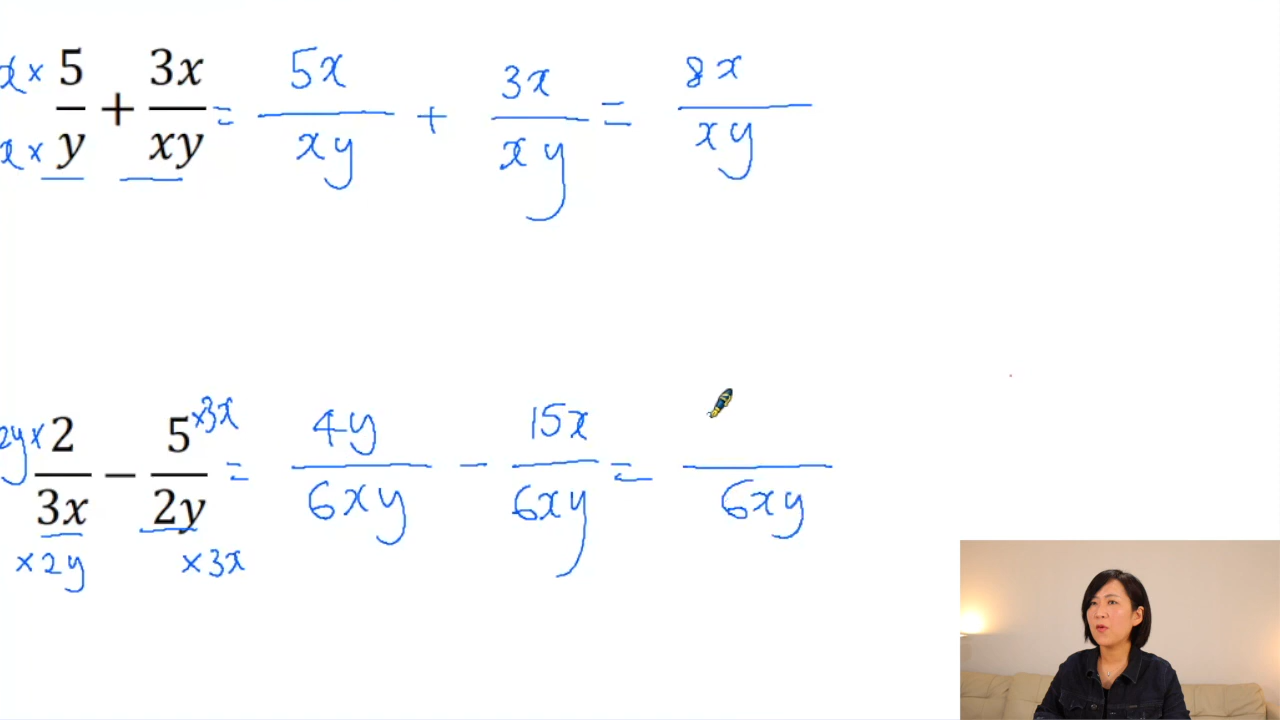 x × 5/y + 3x/xy = 5x/xy + 3x/xy = 8x/xy
x ×
2y × 2/3x − 5/2y ×3x = 4y/6xy − 15x/6xy = /6xy
×2y ×3x